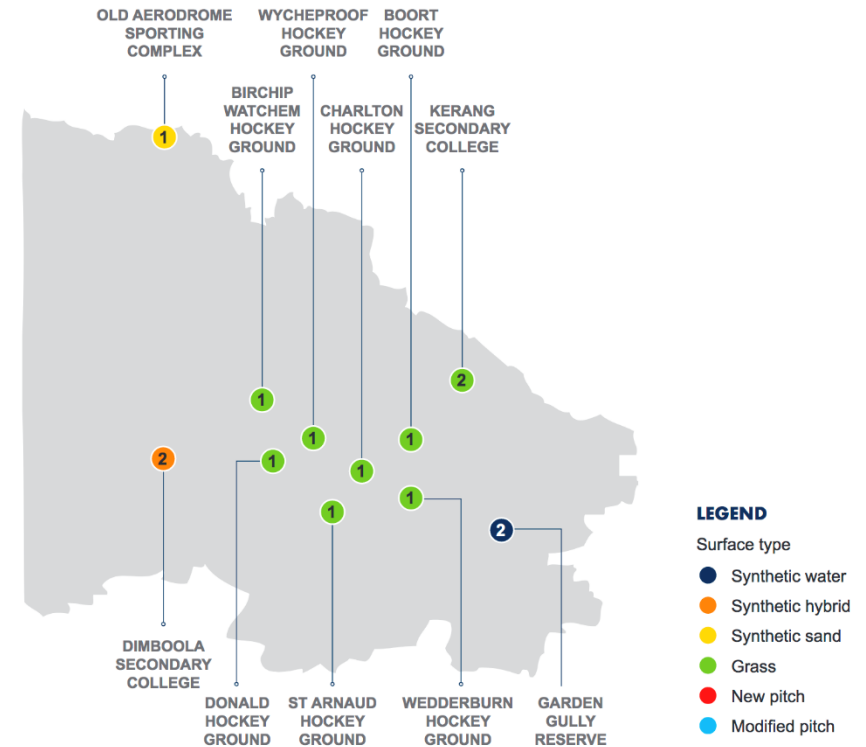 OLD AERODROME
SPORTING
COMPLEX
WYCHEPROOF
HOCKEY
GROUND
BOORT
HOCKEY
GROUND
BIRCHIP
WATCHEM
HOCKEY
GROUND
CHARLTON
HOCKEY
GROUND
KERANG
SECONDARY
COLLEGE
1
2
1
1
1
2
1
1
1
1
2
DIMBOOLA
SECONDARY
COLLEGE
DONALD
HOCKEY
GROUND
ST ARNAUD
HOCKEY
GROUND
WEDDERBURN
HOCKEY
GROUND
GARDEN
GULLY
RESERVE
LEGEND
Surface type
Synthetic water
Synthetic hybrid
Synthetic sand
Grass
New pitch
Modified pitch